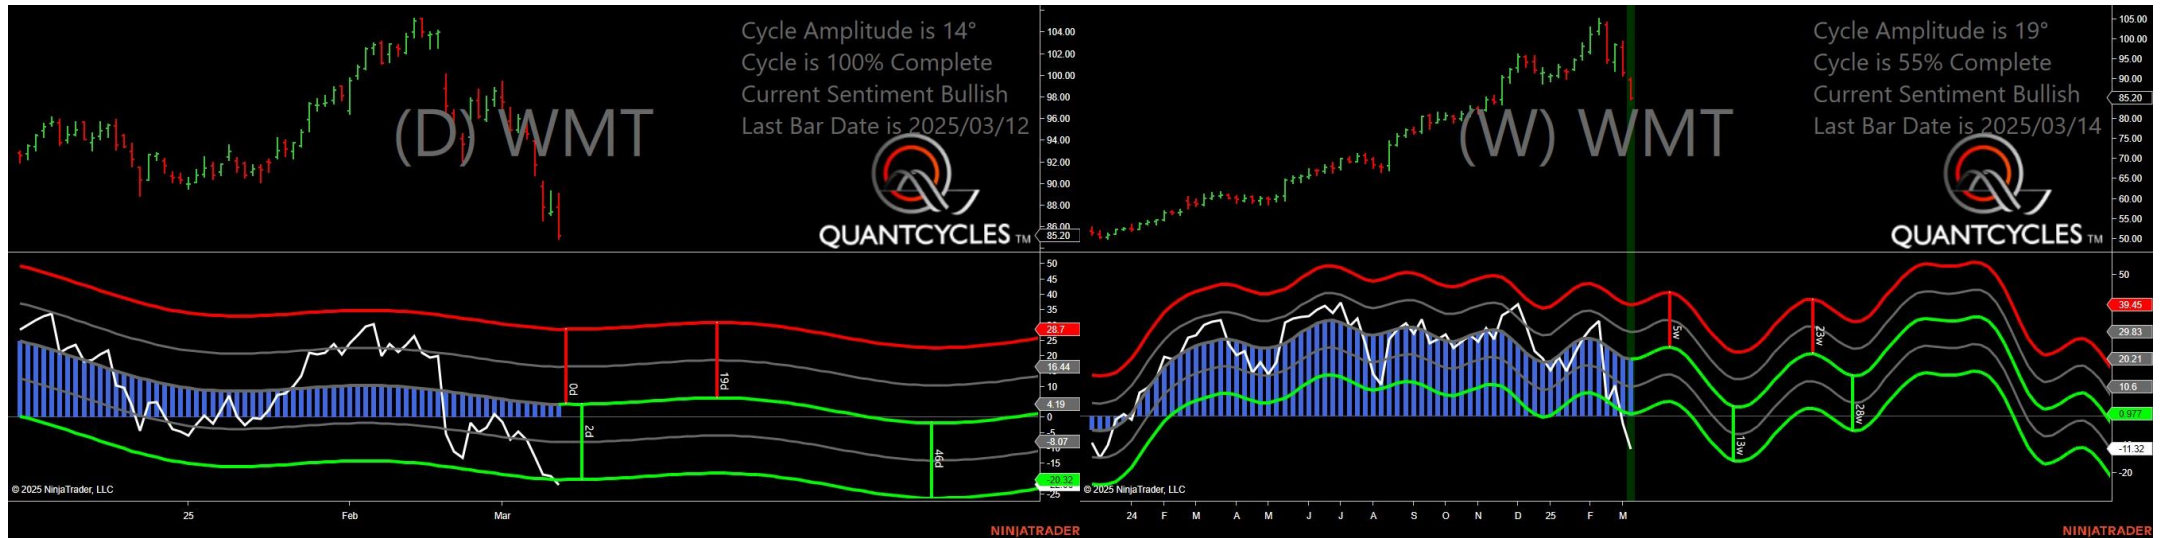 Cycle Amplitude is 14°
Cycle is 100% Complete
Current Sentiment Bullish
Last Bar Date is 2025/03/12
(D) WMT
QUANTCYCLES TM
104.00
102.00
100.00
98.00
96.00
94.00
92.00
90.00
88.00
86.00
85.20
50
45
40
35
28.7
25
20
16.44
10
4.19
0
-5
-8.07
-15
-20.32
-25
0d
2d
19d
46d
© 2025 NinjaTrader, LLC
25
Feb
Mar
NINJATRADER
Cycle Amplitude is 19°
Cycle is 55% Complete
Current Sentiment Bullish
Last Bar Date is 2025/03/14
(W) WMT
QUANTCYCLES TM
105.00
100.00
95.00
90.00
85.20
80.00
75.00
70.00
65.00
60.00
55.00
50.00
50
39.45
29.83
20.21
10.6
0.977
-11.32
-20
5w
13w
23w
28w
© 2025 NinjaTrader, LLC
24 F M A M J J A S O N D 25 F M
NINJATRADER